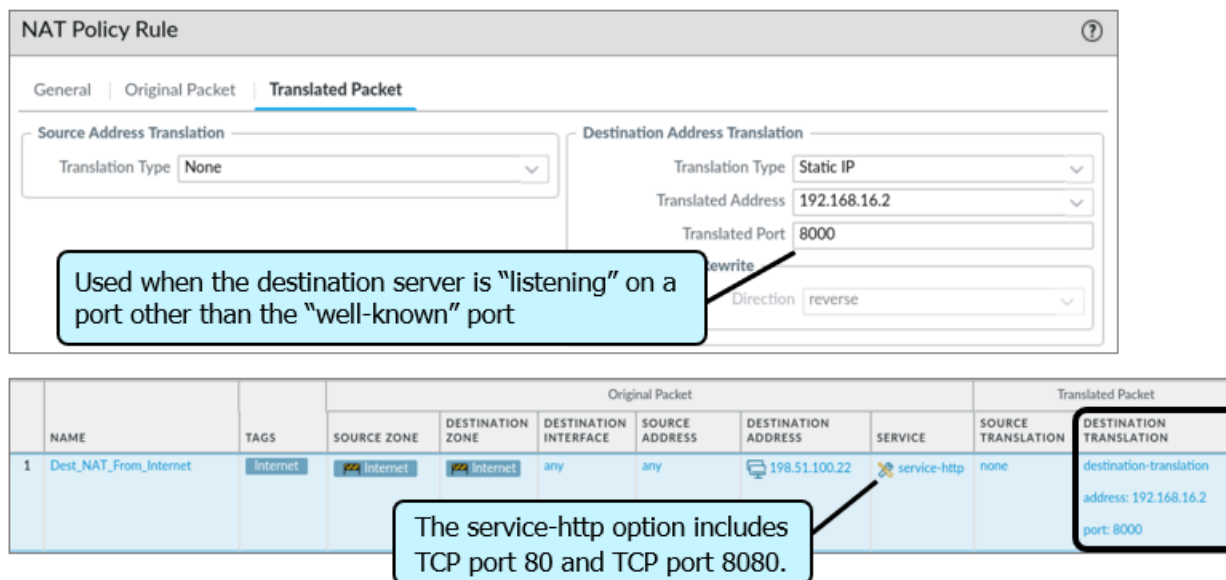 NAT Policy Rule
General
Original Packet
Translated Packet
Source Address Translation
Translation Type None
Destination Address Translation
Translation Type Static IP
Translated Address 192.168.16.2
Translated Port 8000
Rewrite
Direction reverse
Used when the destination server is “listening” on a
port other than the “well-known” port
Original Packet
Translated Packet
NAME
TAGS
SOURCE ZONE
DESTINATION
ZONE
DESTINATION
INTERFACE
SOURCE
ADDRESS
DESTINATION
ADDRESS
SERVICE
SOURCE
TRANSLATION
DESTINATION
TRANSLATION
1 Dest_NAT_From_Internet Internet Internet Internet any any 198.51.100.22 service-http none destination-translation
address: 192.168.16.2
port: 8000
The service-http option includes
TCP port 80 and TCP port 8080.